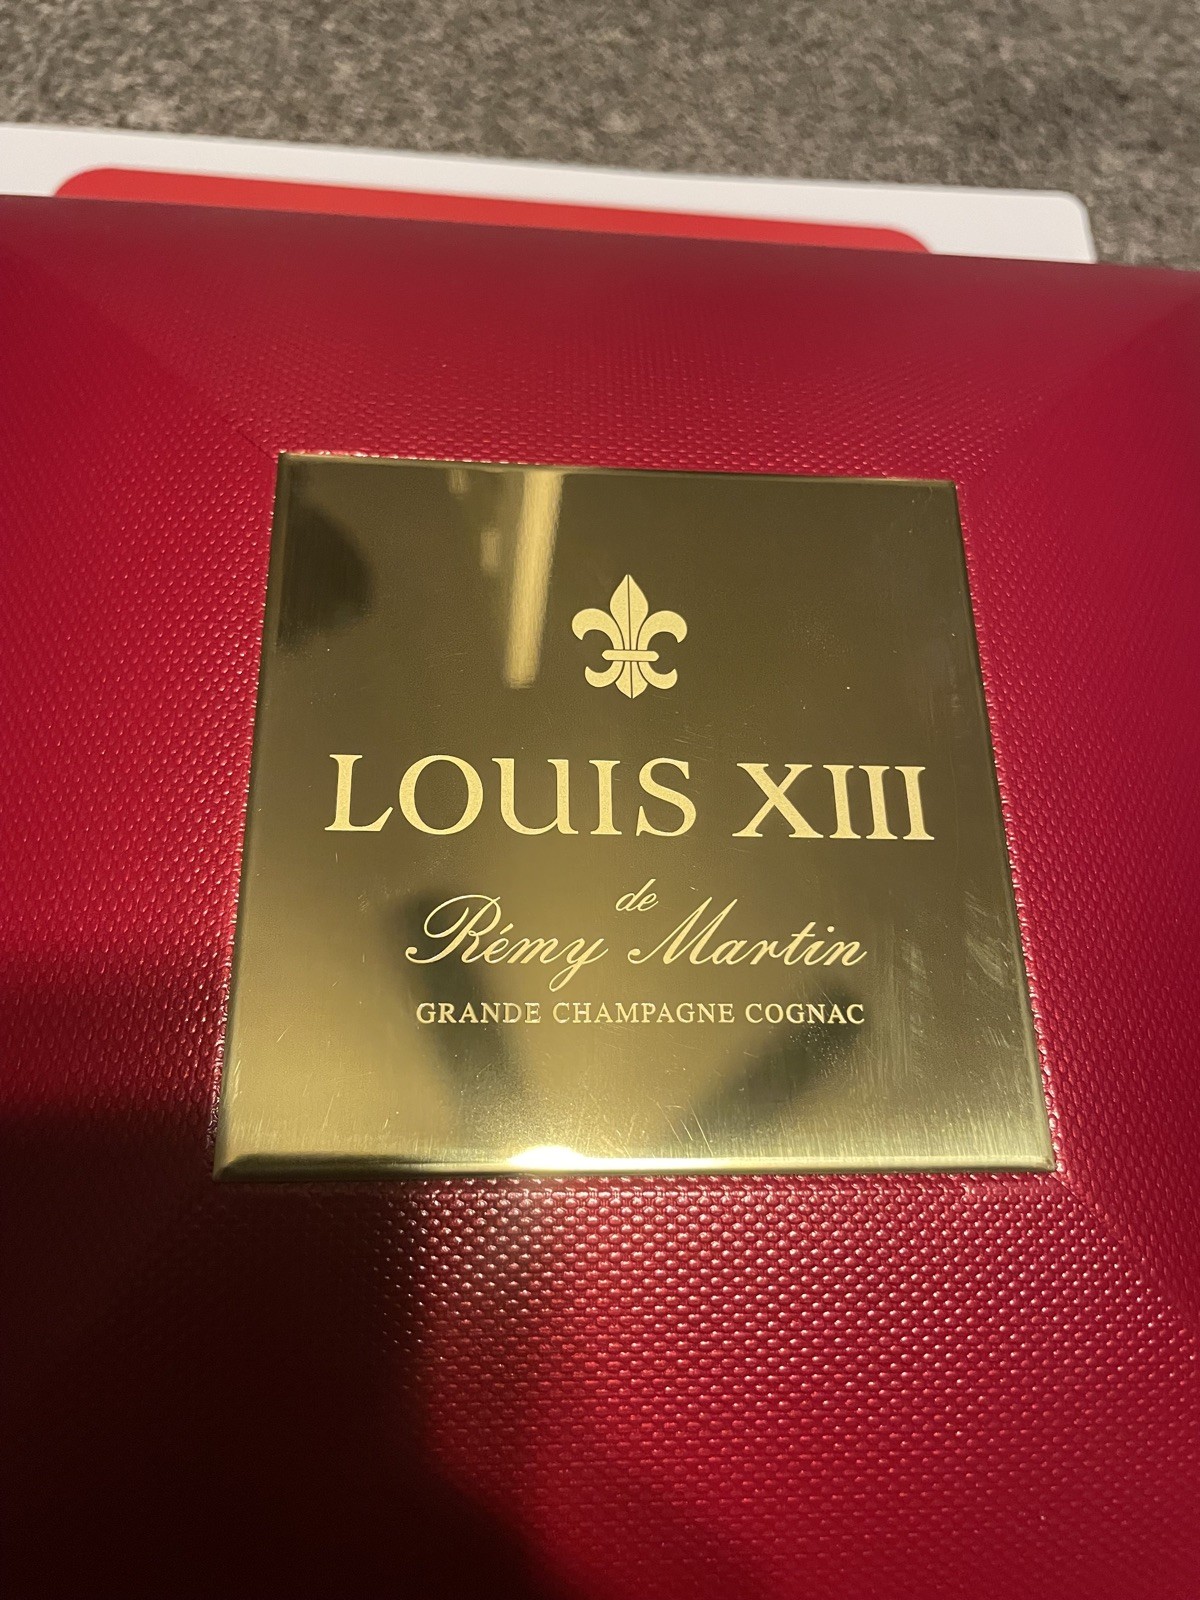 LOUIS XIII
de
Rémy Martin
GRANDE CHAMPAGNE COGNAC